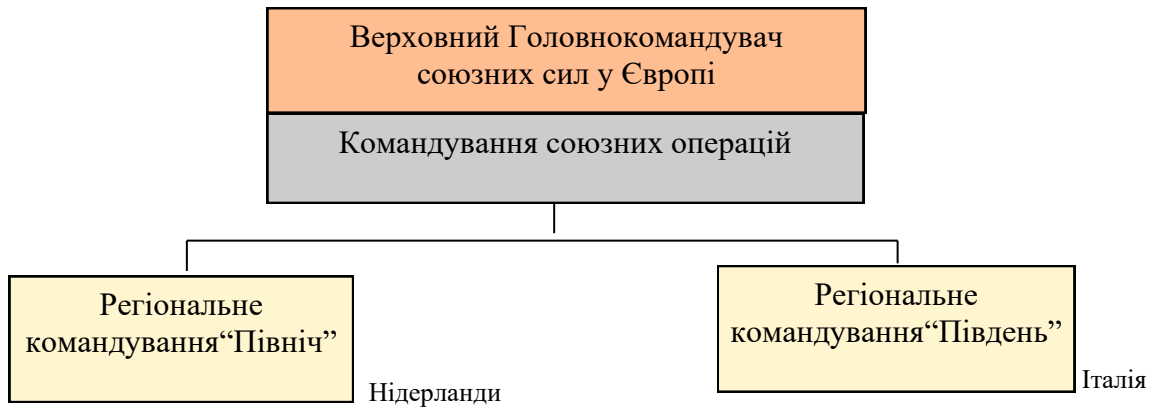 Верховний Головнокомандувач
союзних сил у Європі
Командування союзних операцій
Регіональне
командування“Північ”
Нідерланди
Регіональне
командування“Південь”
Італія